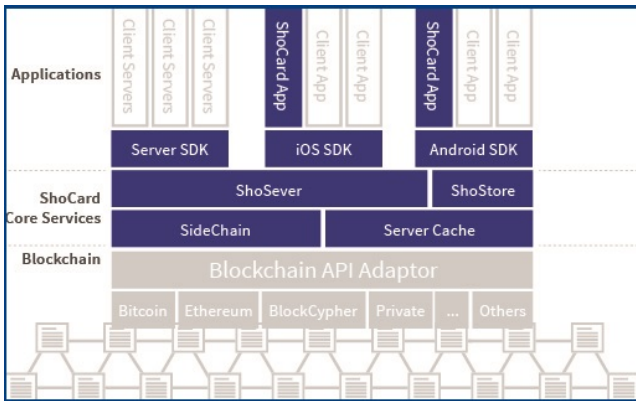 Applications
Client Servers
Client Servers
Client Servers
ShoCard App
Client App
Client App
ShoCard App
Client App
Client App
Server SDK
iOS SDK
Android SDK
ShoCard
Core Services
ShoSever
ShoStore
SideChain
Server Cache
Blockchain
Blockchain API Adaptor
Bitcoin
Ethereum
BlockCypher
Private
...
Others